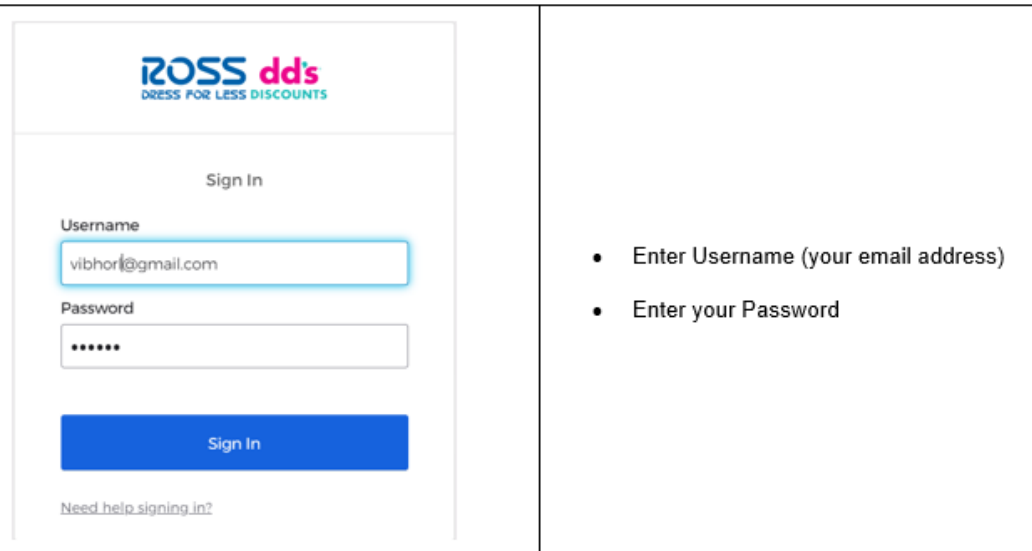 ROSS dd's
DRESS FOR LESS DISCOUNTS
Sign In
Username
vibhor@gmail.com
Password
••••••
Sign In
Need help signing in?
• Enter Username (your email address)
• Enter your Password